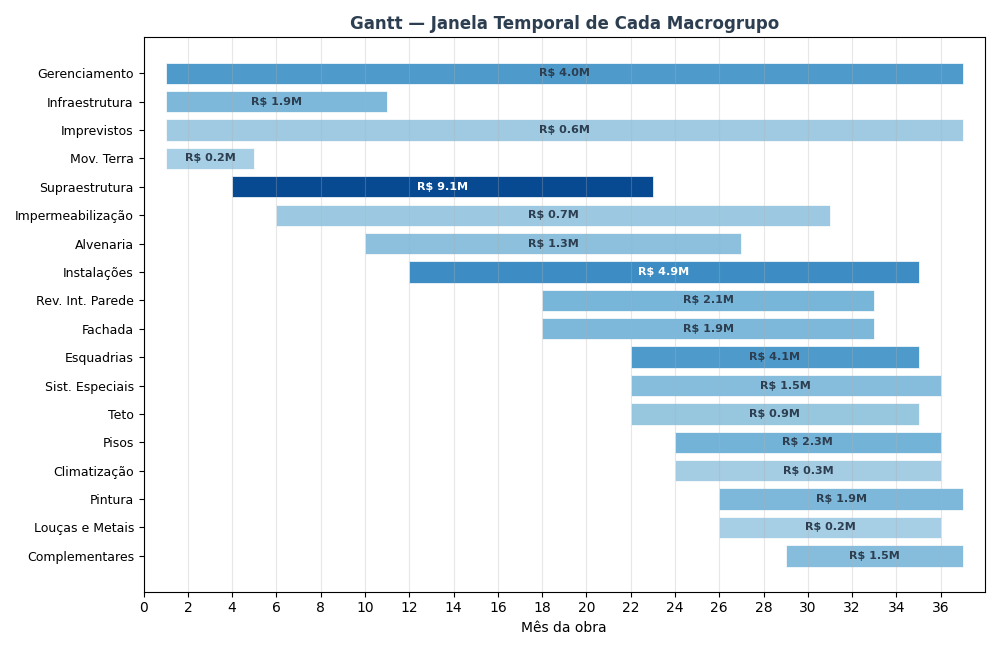 Gantt — Janela Temporal de Cada Macrogrupo
Gerenciamento R$ 4.0M
Infraestrutura R$ 1.9M
Imprevistos R$ 0.6M
Mov. Terra R$ 0.2M
Supraestrutura R$ 9.1M
Impermeabilização R$ 0.7M
Alvenaria R$ 1.3M
Instalações R$ 4.9M
Rev. Int. Parede R$ 2.1M
Fachada R$ 1.9M
Esquadrias R$ 4.1M
Sist. Especiais R$ 1.5M
Teto R$ 0.9M
Pisos R$ 2.3M
Climatização R$ 0.3M
Pintura R$ 1.9M
Louças e Metais R$ 0.2M
Complementares R$ 1.5M
0 2 4 6 8 10 12 14 16 18 20 22 24 26 28 30 32 34 36
Mês da obra